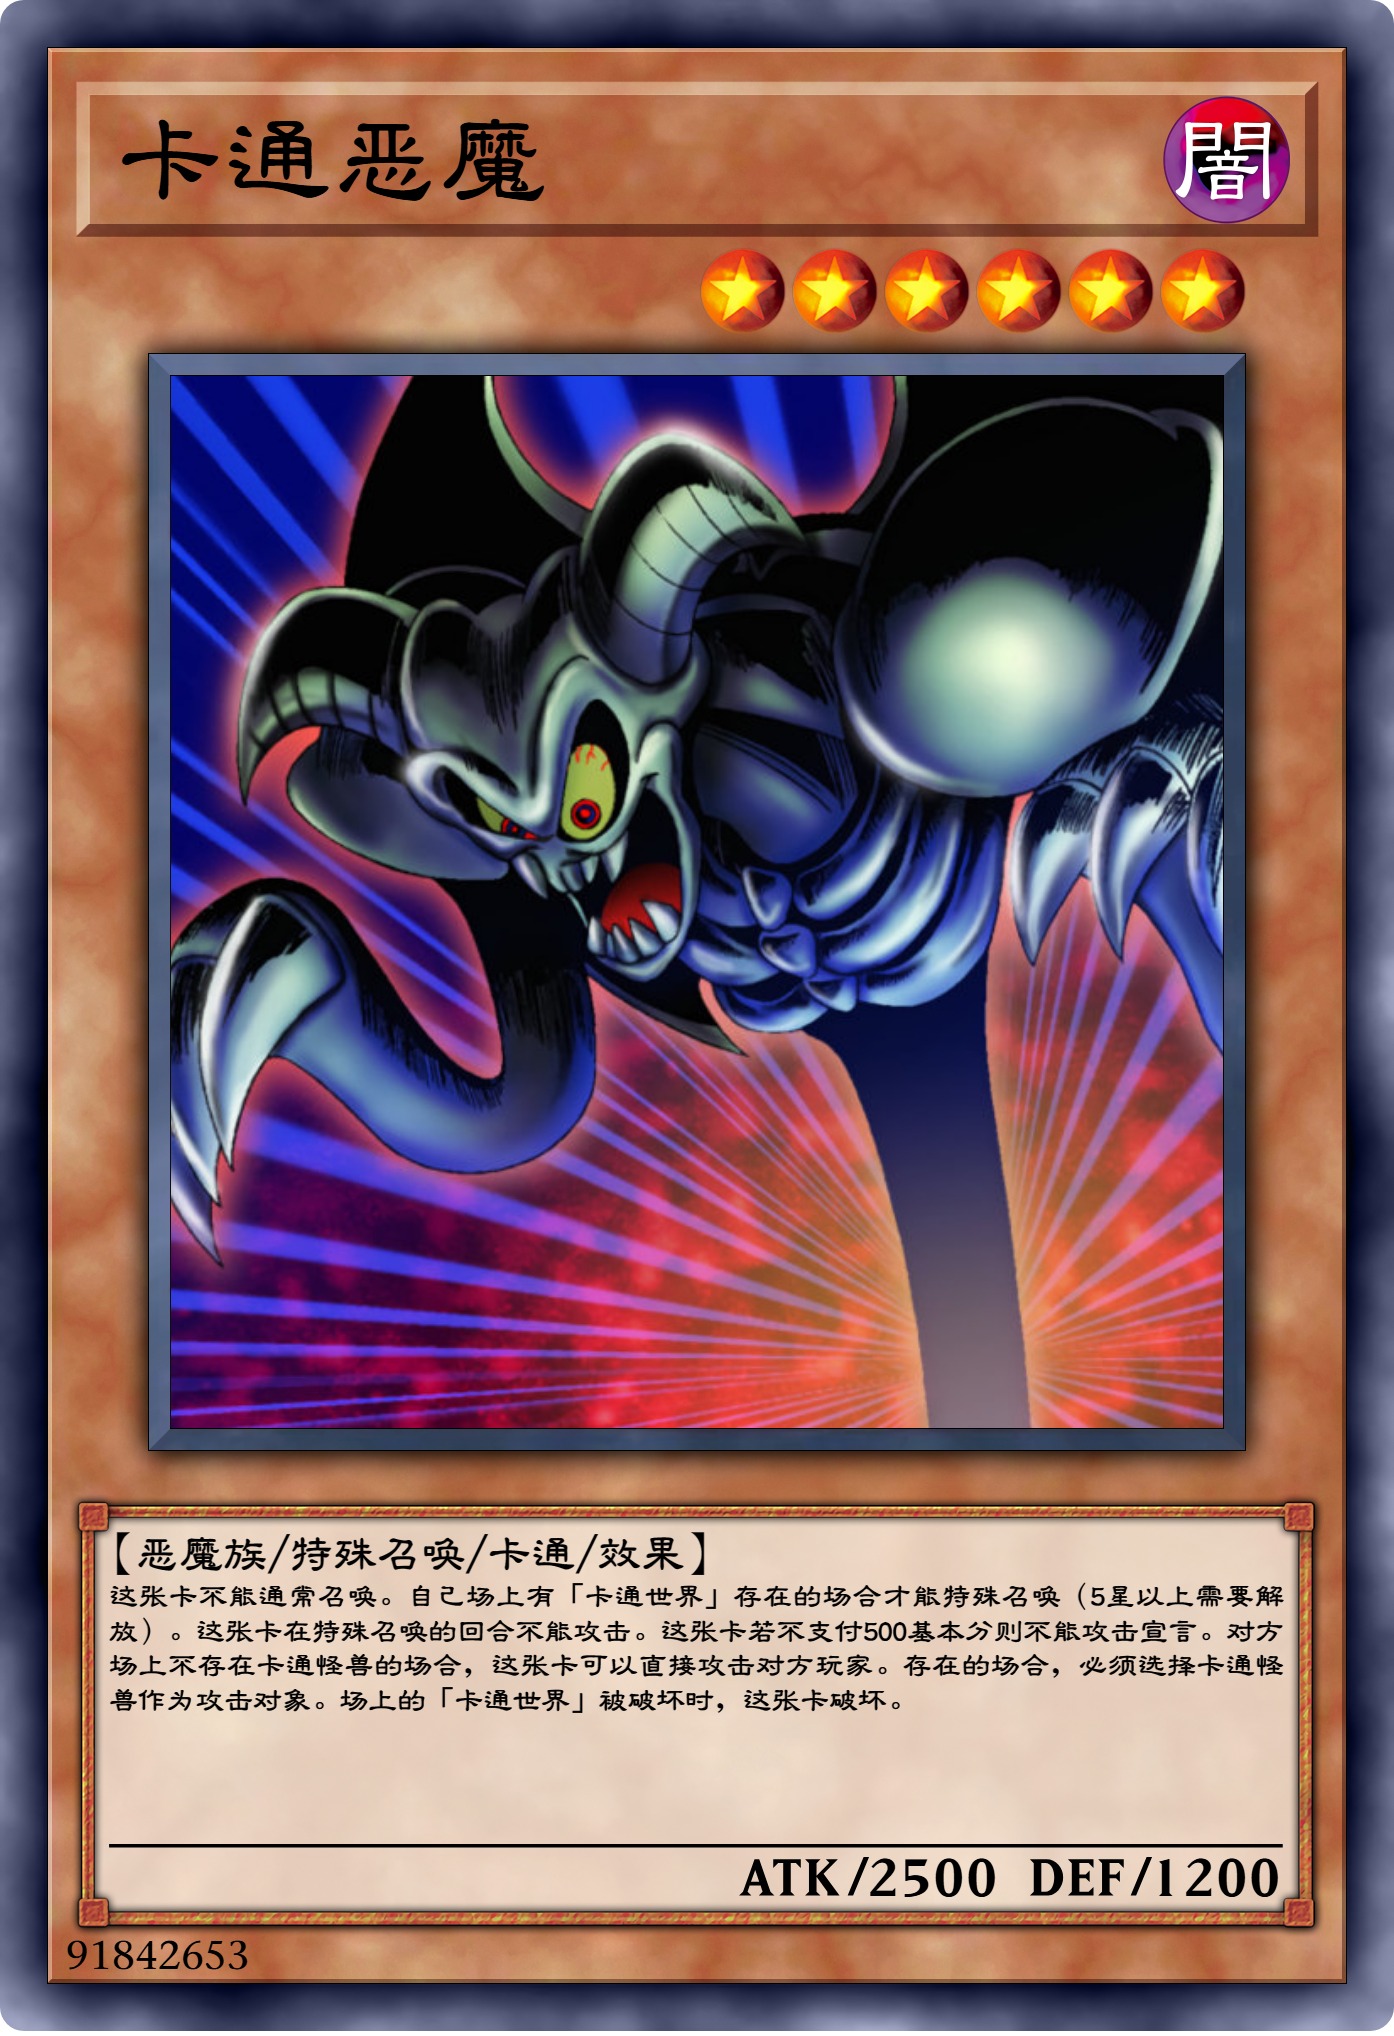 卡通恶魔
闇
【恶魔族/特殊召唤/卡通/效果】
这张卡不能通常召唤。自己场上有「卡通世界」存在的场合才能特殊召唤（5星以上需要解
放）。这张卡在特殊召唤的回合不能攻击。这张卡若不支付500基本分则不能攻击宣言。对方
场上不存在卡通怪兽的场合，这张卡可以直接攻击对方玩家。存在的场合，必须选择卡通怪
兽作为攻击对象。场上的「卡通世界」被破坏时，这张卡破坏。
ATK/2500 DEF/1200
91842653